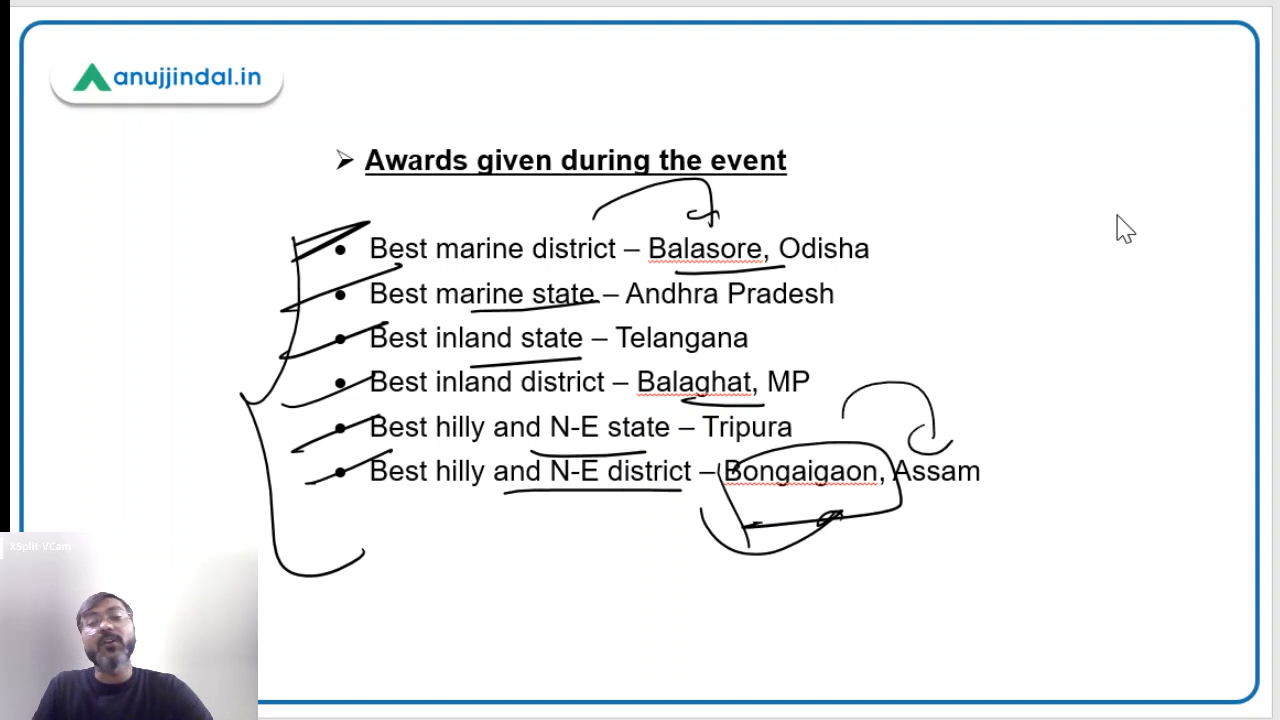 anujjindal.in
➢ Awards given during the event
• Best marine district – Balasore, Odisha
• Best marine state – Andhra Pradesh
• Best inland state – Telangana
• Best inland district – Balaghat, MP
• Best hilly and N-E state – Tripura
• Best hilly and N-E district – Bongaigaon, Assam
XSplit VCam